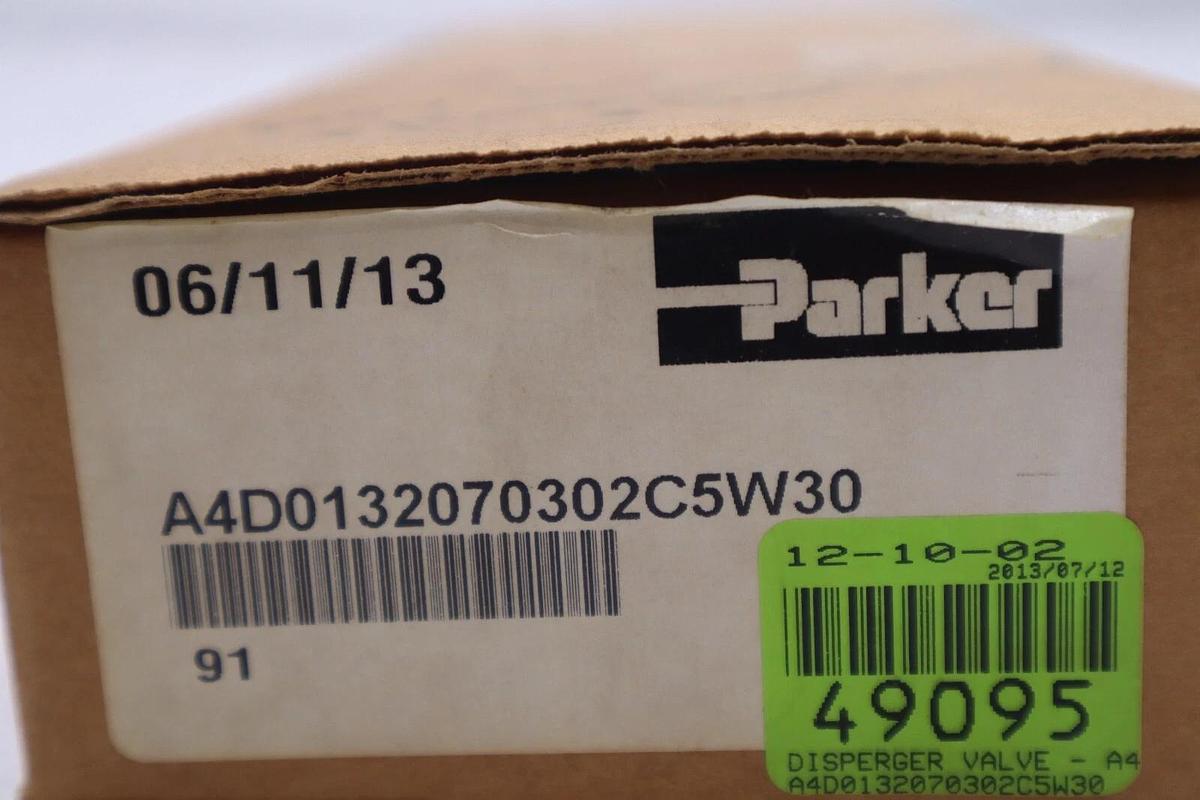 06/11/13
Parker
A4D0132070302C5W30
91
12-10-02
2013/07/12
49095
DISPERGER VALVE - A4
A4D0132070302C5W30